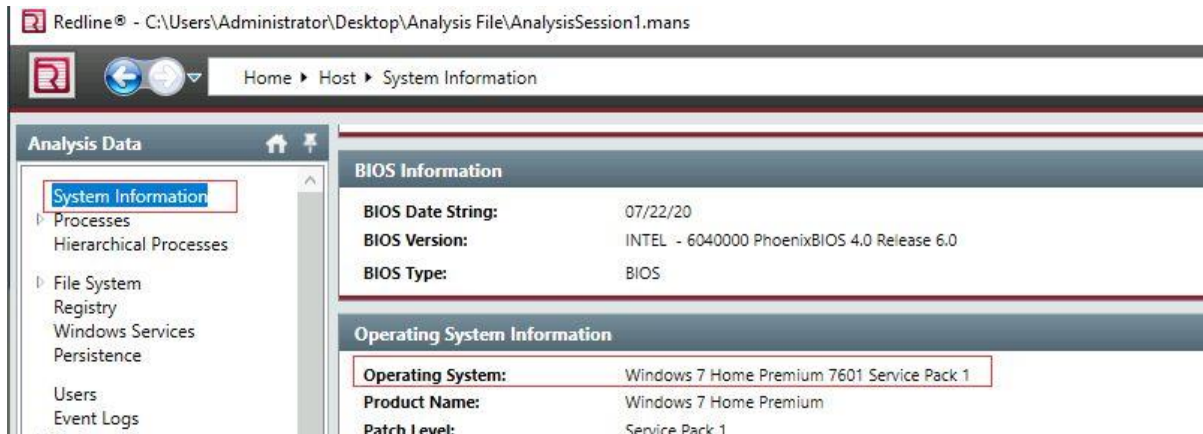 Redline® - C:\Users\Administrator\Desktop\Analysis File\AnalysisSession1.mans
Home ▸ Host ▸ System Information
Analysis Data
System Information
Processes
Hierarchical Processes
File System
Registry
Windows Services
Persistence
Users
Event Logs
BIOS Information
BIOS Date String: 07/22/20
BIOS Version: INTEL - 6040000 PhoenixBIOS 4.0 Release 6.0
BIOS Type: BIOS
Operating System Information
Operating System: Windows 7 Home Premium 7601 Service Pack 1
Product Name: Windows 7 Home Premium
Patch Level: Service Pack 1